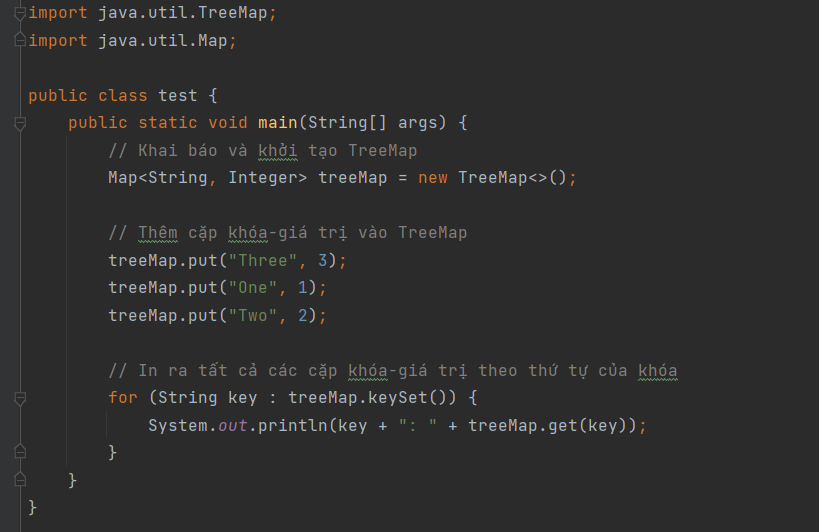 import java.util.TreeMap;
import java.util.Map;
public class test {
public static void main(String[] args) {
// Khai báo và khởi tạo TreeMap
Map<String, Integer> treeMap = new TreeMap<>();
// Thêm cặp khóa-giá trị vào TreeMap
treeMap.put("Three", 3);
treeMap.put("One", 1);
treeMap.put("Two", 2);
// In ra tất cả các cặp khóa-giá trị theo thứ tự của khóa
for (String key : treeMap.keySet()) {
System.out.println(key + ": " + treeMap.get(key));
}
}
}